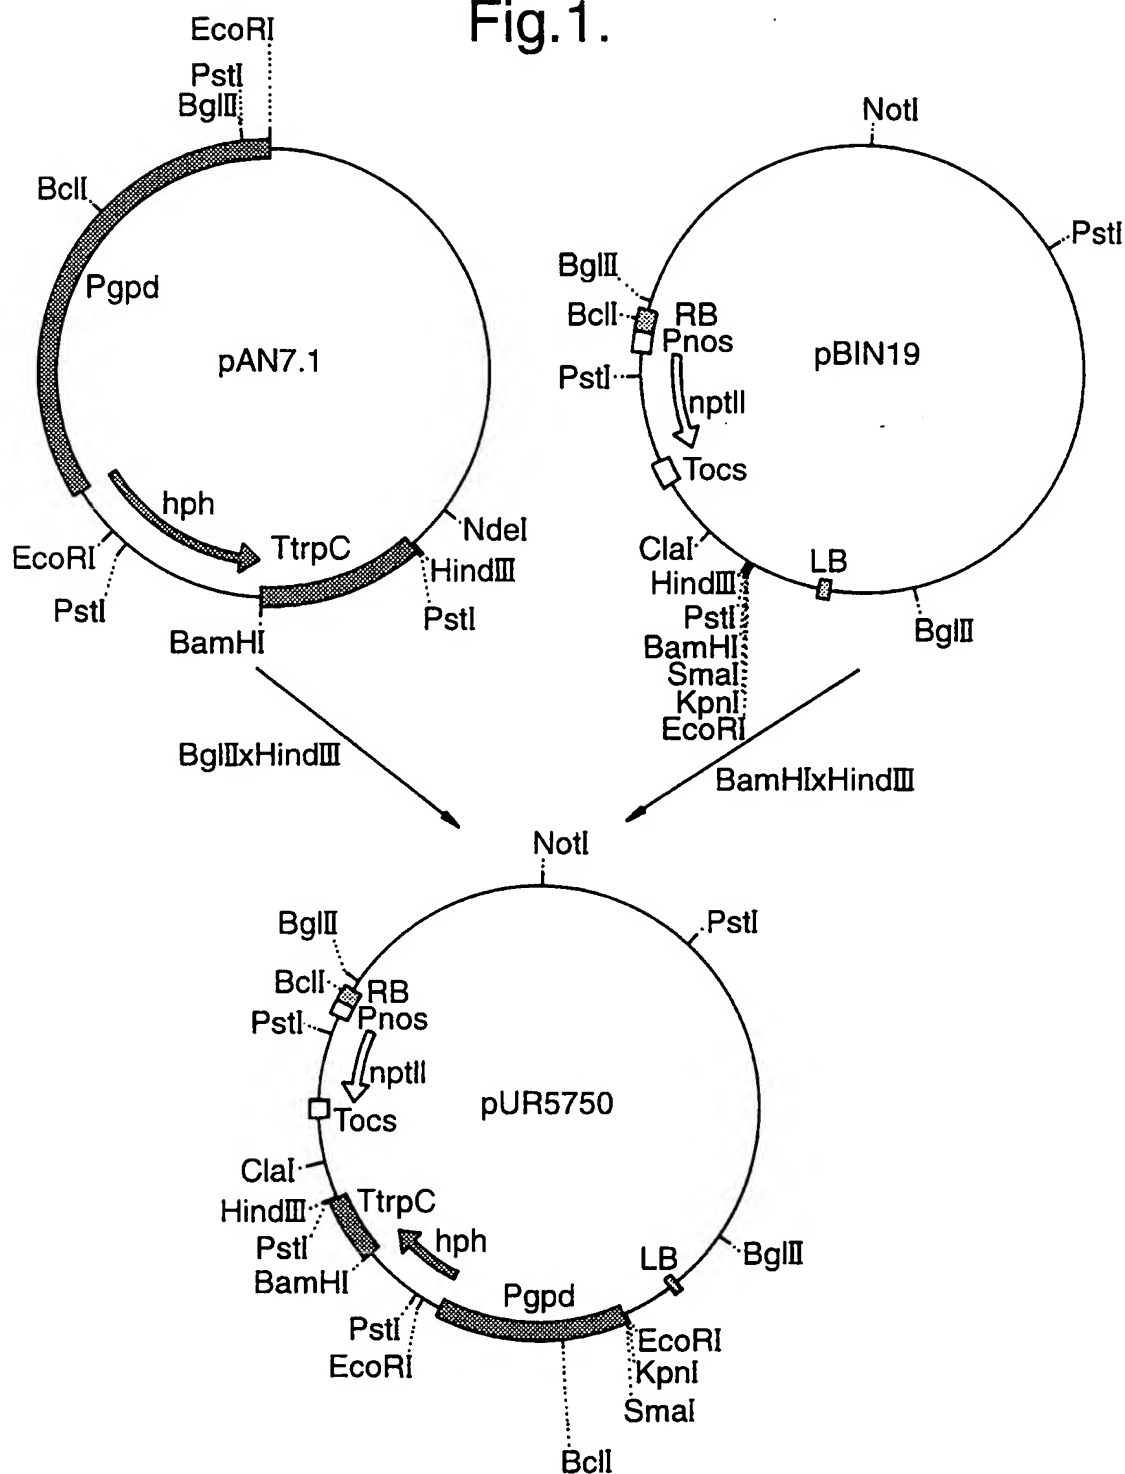 Fig.1.
EcoRI
PstI
BglII
BclI
Pgpd
pAN7.1
hph
TtrpC
NdeI
HindIII
EcoRI
PstI
PstI
BamHI
NotI
PstI
BglII
BclI
RB
Pnos
pBIN19
PstI
nptII
Tocs
ClaI
LB
HindIII
PstI
BglII
BamHI
SmaI
KpnI
EcoRI
BglIIxHindIII
BamHIxHindIII
NotI
PstI
BglII
BclI
RB
PstI
Pnos
nptII
pUR5750
Tocs
ClaI
HindIII
TtrpC
PstI
hph
BamHI
LB
BglII
Pgpd
PstI
EcoRI
EcoRI
KpnI
SmaI
BclI